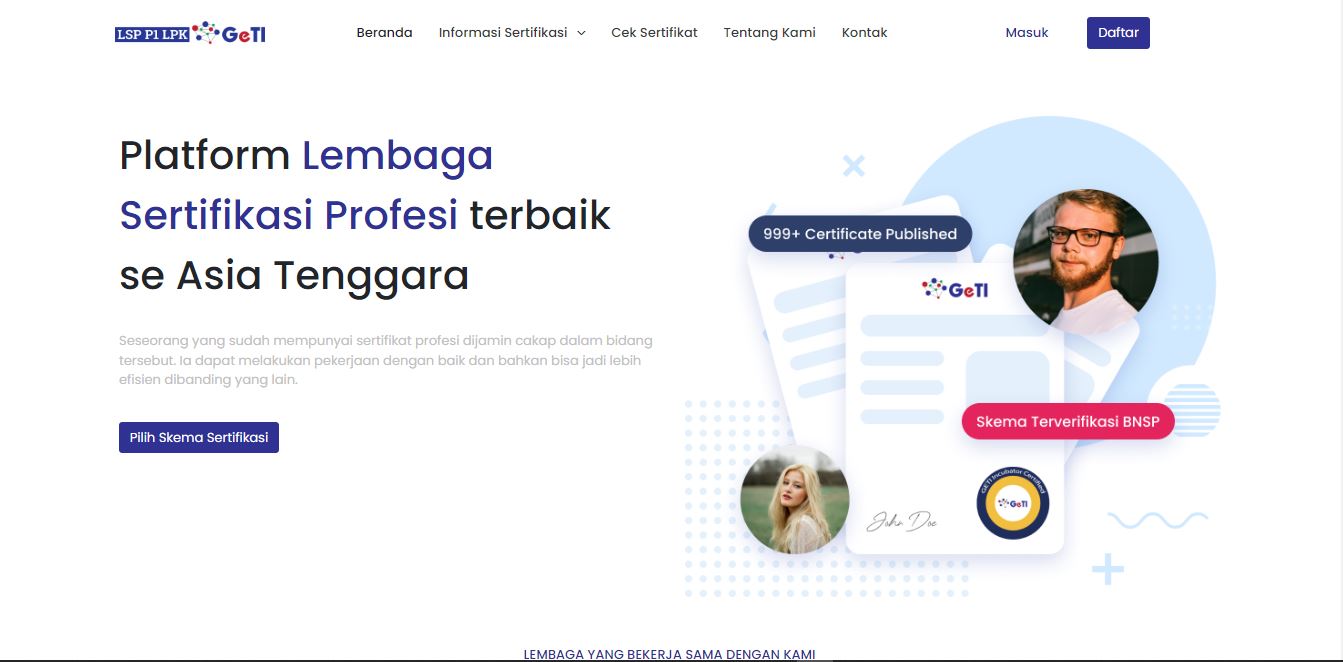 LSP P1 LPK GeTI
Beranda
Informasi Sertifikasi
Cek Sertifikat
Tentang Kami
Kontak
Masuk
Daftar
Platform Lembaga
Sertifikasi Profesi terbaik
se Asia Tenggara
Seseorang yang sudah mempunyai sertifikat profesi dijamin cakap dalam bidang
tersebut. Ia dapat melakukan pekerjaan dengan baik dan bahkan bisa jadi lebih
efisien dibanding yang lain.
Pilih Skema Sertifikasi
999+ Certificate Published
GeTI
Skema Terverifikasi BNSP
John Doe
GETI Incubator Certified
GeTI
LEMBAGA YANG BEKERJA SAMA DENGAN KAMI